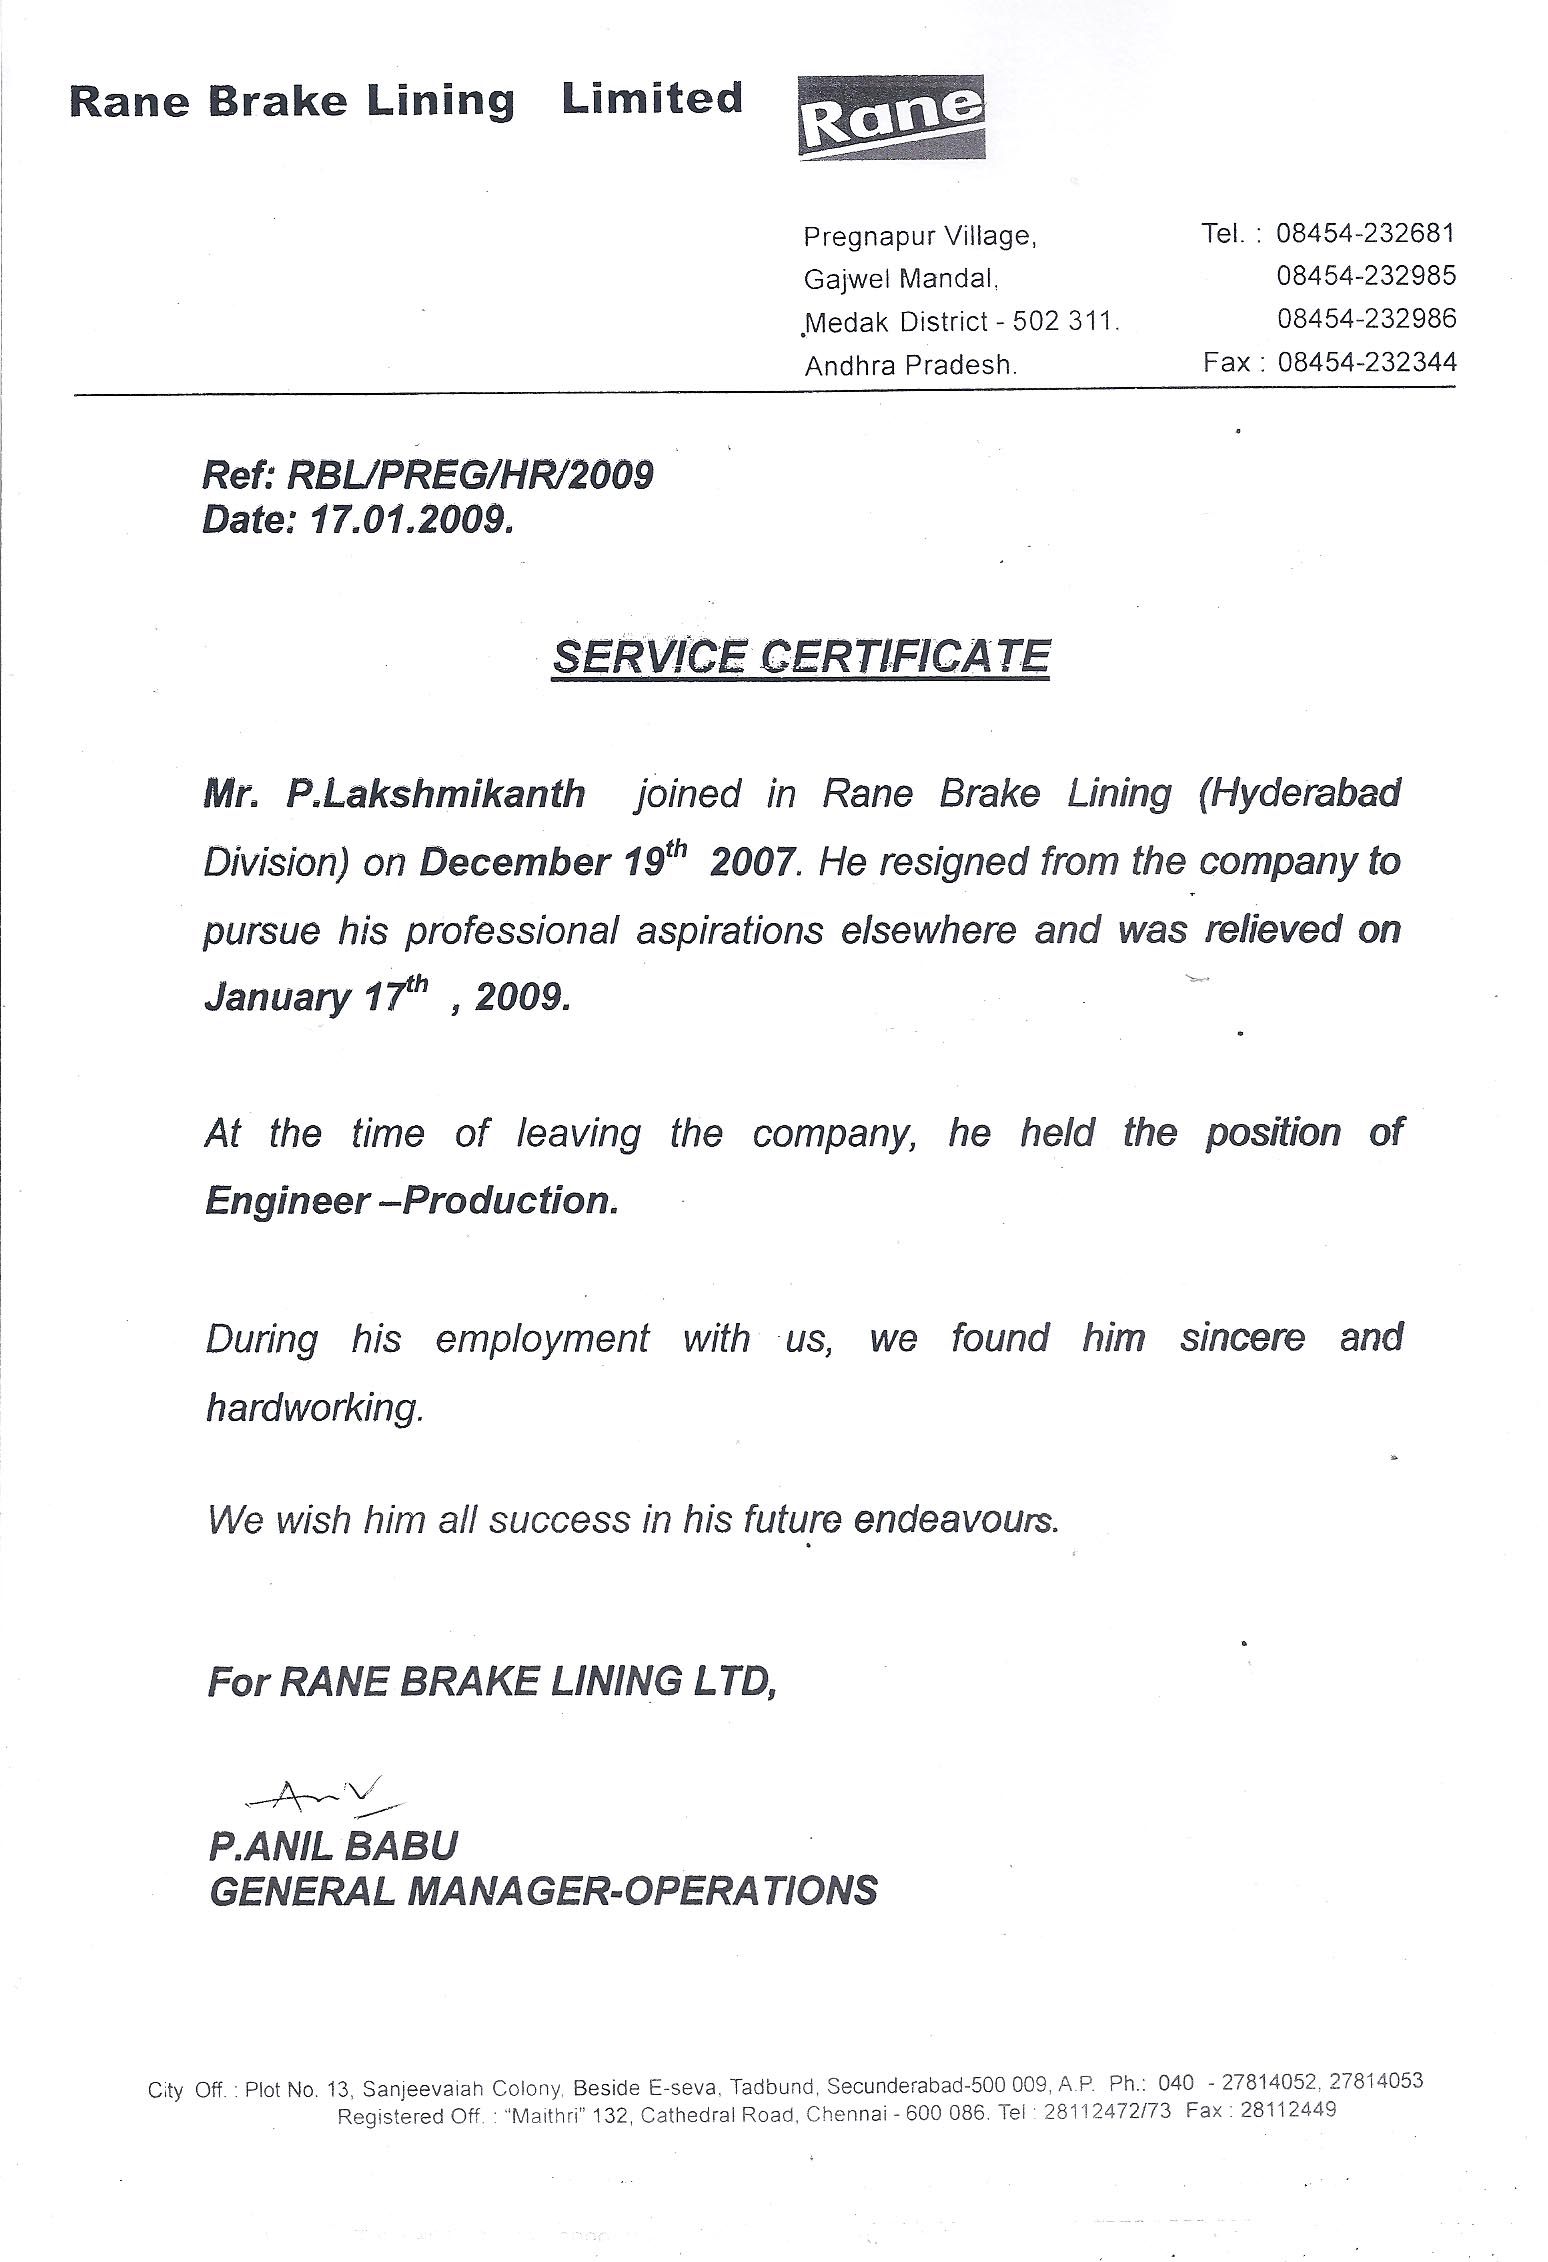 Rane Brake Lining Limited
Rane
Pregnapur Village, Tel. : 08454-232681
Gajwel Mandal, 08454-232985
Medak District - 502 311. 08454-232986
Andhra Pradesh. Fax : 08454-232344
Ref: RBL/PREG/HR/2009
Date: 17.01.2009.
SERVICE CERTIFICATE
Mr. P.Lakshmikanth joined in Rane Brake Lining (Hyderabad
Division) on December 19th 2007. He resigned from the company to
pursue his professional aspirations elsewhere and was relieved on
January 17th , 2009.
At the time of leaving the company, he held the position of
Engineer –Production.
During his employment with us, we found him sincere and
hardworking.
We wish him all success in his future endeavours.
For RANE BRAKE LINING LTD,
P.ANIL BABU
GENERAL MANAGER-OPERATIONS
City Off. : Plot No. 13, Sanjeevaiah Colony, Beside E-seva, Tadbund, Secunderabad-500 009, A.P. Ph.: 040 - 27814052, 27814053
Registered Off. : “Maithri” 132, Cathedral Road, Chennai - 600 086. Tel : 28112472/73 Fax : 28112449